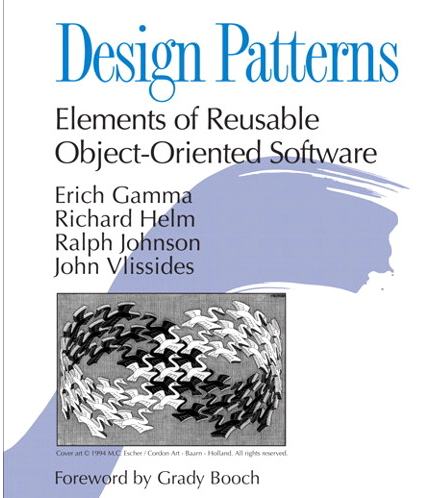 Design Patterns
Elements of Reusable
Object-Oriented Software
Erich Gamma
Richard Helm
Ralph Johnson
John Vlissides
Cover art © 1994 M.C. Escher / Cordon Art - Baarn - Holland. All rights reserved.
Foreword by Grady Booch